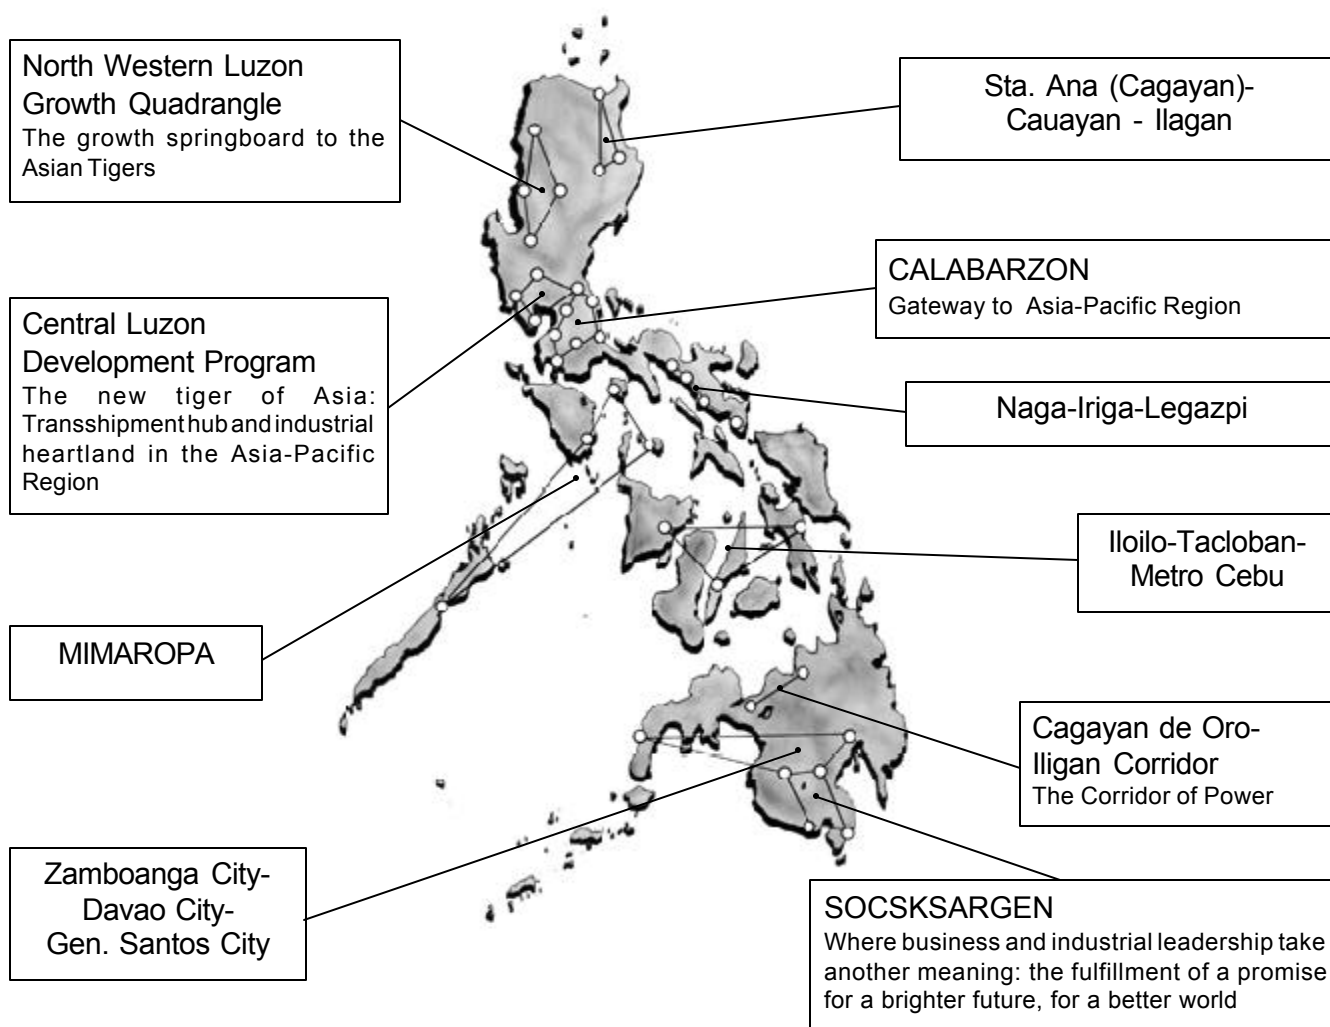 North Western Luzon
Growth Quadrangle
The growth springboard to the
Asian Tigers
Sta. Ana (Cagayan)-
Cauayan - Ilagan
CALABARZON
Gateway to Asia-Pacific Region
Central Luzon
Development Program
The new tiger of Asia:
Transshipment hub and industrial
heartland in the Asia-Pacific
Region
Naga-Iriga-Legazpi
Iloilo-Tacloban-
Metro Cebu
MIMAROPA
Cagayan de Oro-
Iligan Corridor
The Corridor of Power
Zamboanga City-
Davao City-
Gen. Santos City
SOCSKSARGEN
Where business and industrial leadership take
another meaning: the fulfillment of a promise
for a brighter future, for a better world